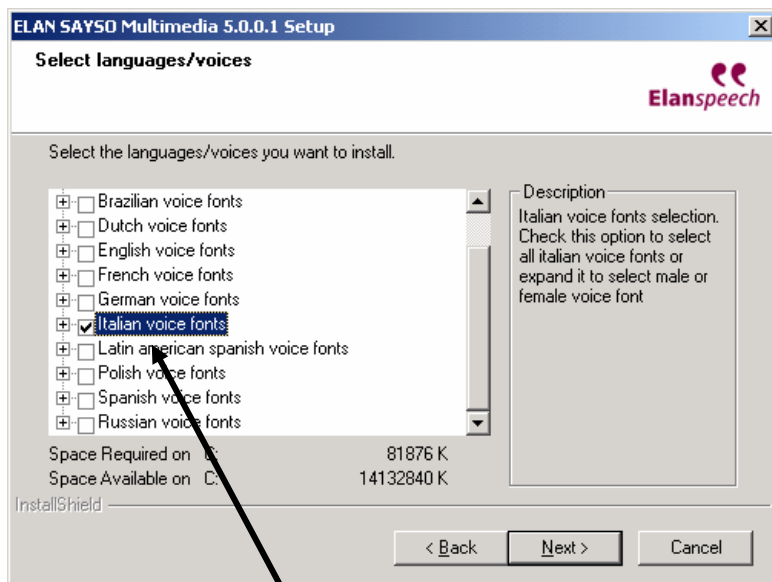 ELAN SAYSO Multimedia 5.0.0.1 Setup
Select languages/voices
Elanspeech
Select the languages/voices you want to install.
Brazilian voice fonts
Dutch voice fonts
English voice fonts
French voice fonts
German voice fonts
Italian voice fonts
Latin american spanish voice fonts
Polish voice fonts
Spanish voice fonts
Russian voice fonts
Description
Italian voice fonts selection.
Check this option to select
all italian voice fonts or
expand it to select male or
female voice font
Space Required on C: 81876 K
Space Available on C: 14132840 K
InstallShield
< Back
Next >
Cancel